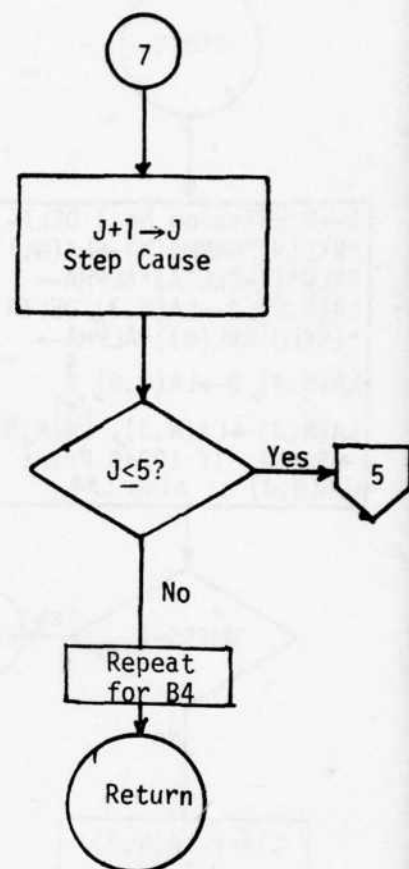 7
J+1→J
Step Cause
J≤5?
Yes
5
No
Repeat
for B4
Return